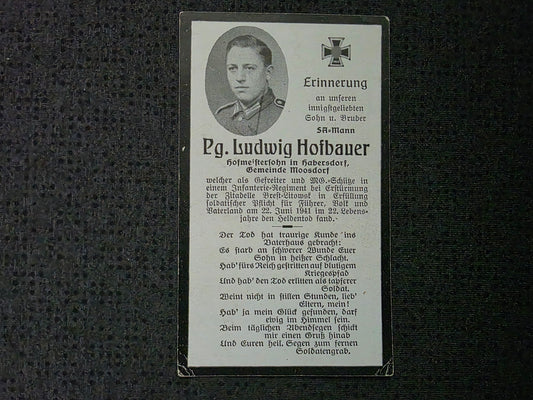 Erinnerung
an unseren
innigstgeliebten
Sohn u. Bruder
SA-Mann
Pg. Ludwig Hofbauer
Hofmeistersohn in Habersdorf,
Gemeinde Moosdorf
welcher als Gefreiter und MG.-Schütze in
einem Infanterie-Regiment bei Erstürmung
der Zitadelle Brest-Litowsk in Erfüllung
soldatischer Pflicht für Führer, Volk und
Vaterland am 22. Juni 1941 im 22. Lebens-
jahre den Heldentod fand.
Der Tod hat traurige Kunde ins
Vaterhaus gebracht:
Es starb an schwerer Wunde Euer
Sohn in heißer Schlacht.
Hab' fürs Reich gestritten auf blutigem
Kriegespfad
Und hab' den Tod erlitten als tapferer
Soldat.
Weint nicht in stillen Stunden, lieb'
Eltern, mein!
Hab' ja mein Glück gefunden, darf
ewig im Himmel sein.
Beim täglichen Abendsegen schickt
mir einen Gruß hinab
Und Euren heil. Segen zum fernen
Soldatengrab.